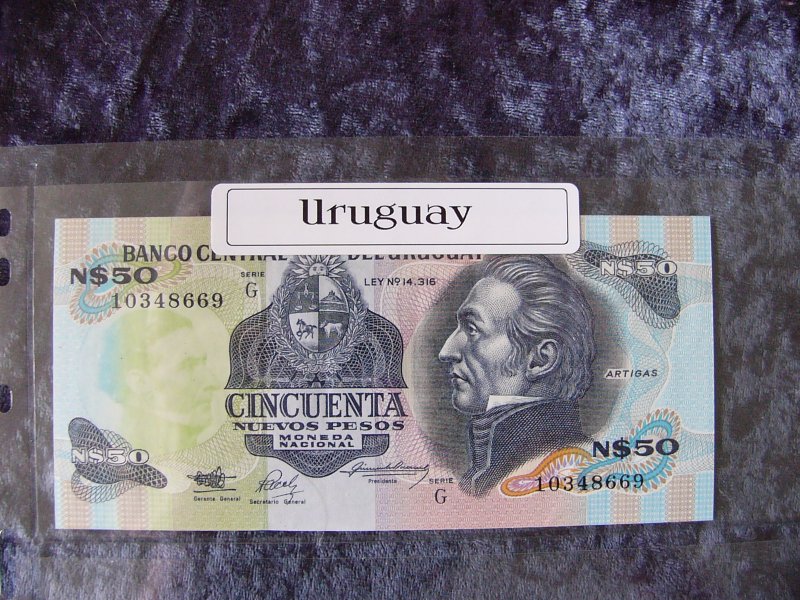 Uruguay
BANCO CENTRAL DEL URUGUAY
N$50
SERIE
G
10348669
LEY Nº 14.316
N$50
ARTIGAS
CINCUENTA
NUEVOS PESOS
MONEDA
NACIONAL
N$50
N$50
10348669
SERIE
G
Gerente General
Secretario General
Presidente